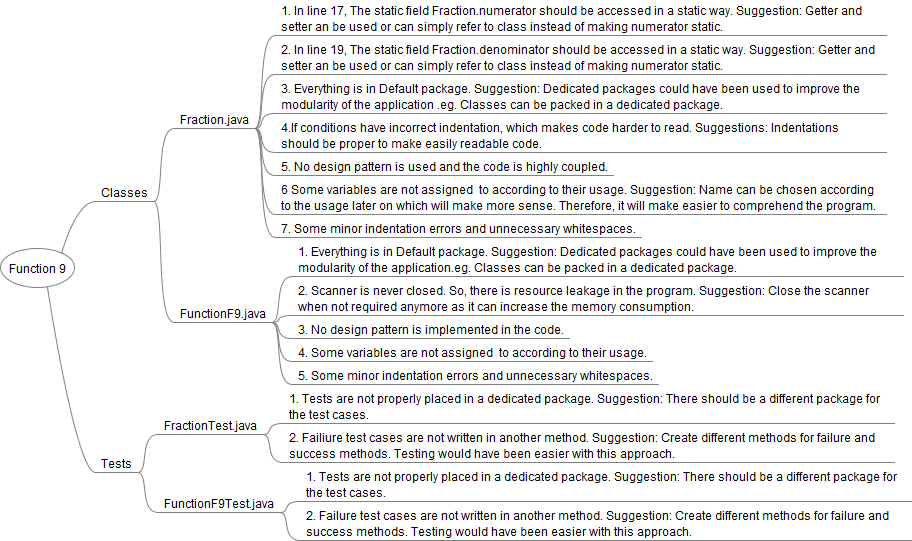 1. In line 17, The static field Fraction.numerator should be accessed in a static way. Suggestion: Getter and
setter an be used or can simply refer to class instead of making numerator static.
2. In line 19, The static field Fraction.denominator should be accessed in a static way. Suggestion: Getter and
setter an be used or can simply refer to class instead of making numerator static.
3. Everything is in Default package. Suggestion: Dedicated packages could have been used to improve the
modularity of the application .eg. Classes can be packed in a dedicated package.
Fraction.java
4.If conditions have incorrect indentation, which makes code harder to read. Suggestions: Indentations
should be proper to make easily readable code.
5. No design pattern is used and the code is highly coupled.
6 Some variables are not assigned  to according to their usage. Suggestion: Name can be chosen according
to the usage later on which will make more sense. Therefore, it will make easier to comprehend the program.
7. Some minor indentation errors and unnecessary whitespaces.
Classes
Function 9
1. Everything is in Default package. Suggestion: Dedicated packages could have been used to improve the
modularity of the application.eg. Classes can be packed in a dedicated package.
2. Scanner is never closed. So, there is resource leakage in the program. Suggestion: Close the scanner
when not required anymore as it can increase the memory consumption.
FunctionF9.java
3. No design pattern is implemented in the code.
4. Some variables are not assigned  to according to their usage.
5. Some minor indentation errors and unnecessary whitespaces.
1. Tests are not properly placed in a dedicated package. Suggestion: There should be a different package for
the test cases.
FractionTest.java
2. Failiure test cases are not written in another method. Suggestion: Create different methods for failure and
success methods. Testing would have been easier with this approach.
Tests
1. Tests are not properly placed in a dedicated package. Suggestion: There should be a different package for
the test cases.
FunctionF9Test.java
2. Failure test cases are not written in another method. Suggestion: Create different methods for failure and
success methods. Testing would have been easier with this approach.